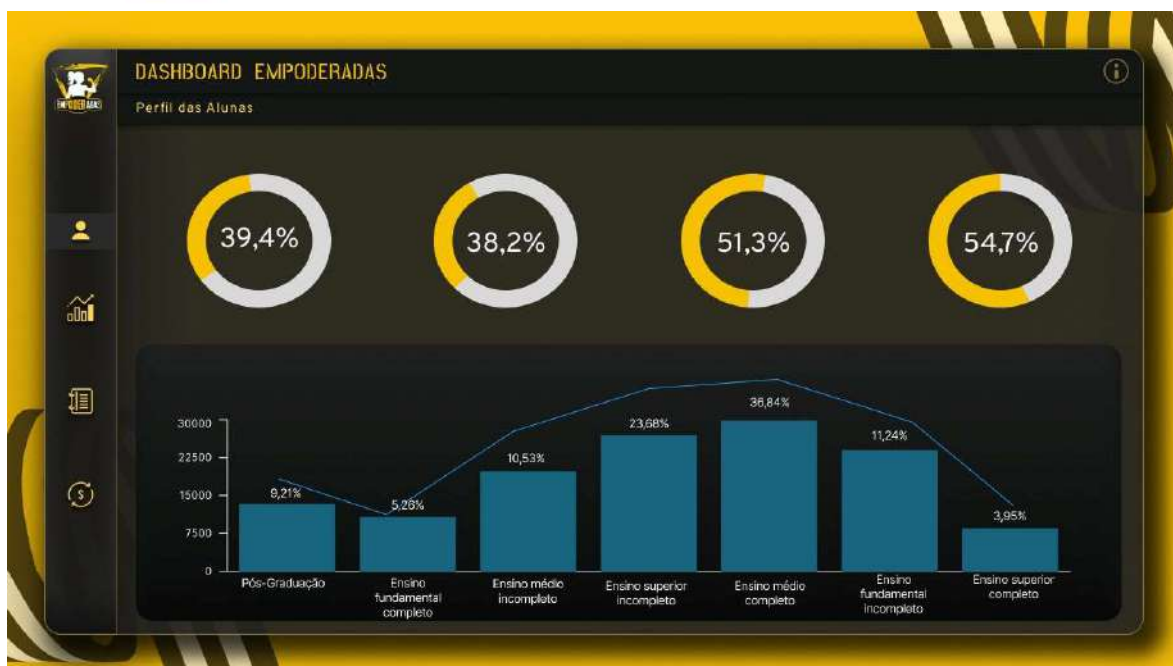 DASHBOARD EMPODERADAS
EMPODERADAS
Perfil das Alunas
39,4%
38,2%
51,3%
54,7%
30000
22500
15000
7500
0
9,21%
5,26%
10,53%
23,68%
36,84%
11,24%
3,95%
Pós-Graduação
Ensino
fundamental
completo
Ensino médio
incompleto
Ensino superior
incompleto
Ensino médio
completo
Ensino
fundamental
incompleto
Ensino superior
completo